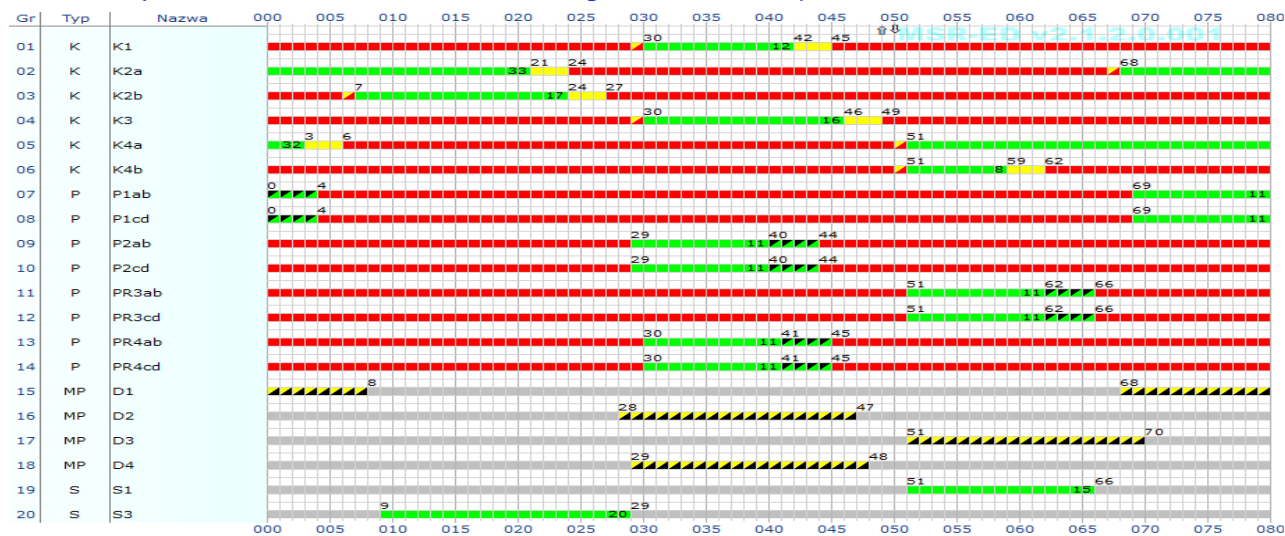 Gr Typ Nazwa 000 005 010 015 020 025 030 035 040 045 050 055 060 065 070 075 080
MSR-ED v2.1.2.0.001
01 K K1 30 12 42 45
02 K K2a 33 21 24 68
03 K K2b 7 17 24 27
04 K K3 30 16 46 49
05 K K4a 32 3 6 51
06 K K4b 51 8 59 62
07 P P1ab 0 4 69 11
08 P P1cd 0 4 69 11
09 P P2ab 29 11 40 44
10 P P2cd 29 11 40 44
11 P PR3ab 51 11 62 66
12 P PR3cd 51 11 62 66
13 P PR4ab 30 11 41 45
14 P PR4cd 30 11 41 45
15 MP D1 8 68
16 MP D2 28 47
17 MP D3 51 70
18 MP D4 29 48
19 S S1 51 15 66
20 S S3 9 20 29
000 005 010 015 020 025 030 035 040 045 050 055 060 065 070 075 080